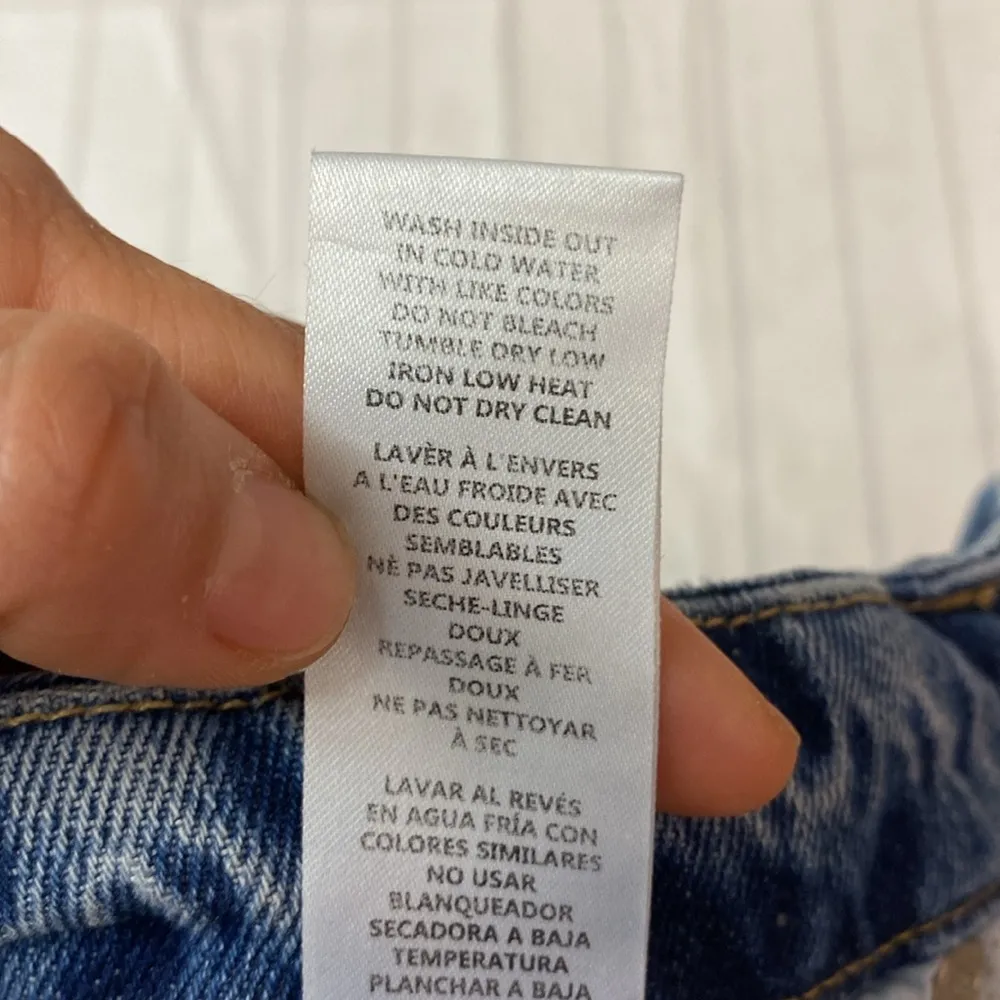 WASH INSIDE OUT
IN COLD WATER
WITH LIKE COLORS
DO NOT BLEACH
TUMBLE DRY LOW
IRON LOW HEAT
DO NOT DRY CLEAN
LAVÈR À L'ENVERS
A L'EAU FROIDE AVEC
DES COULEURS
SEMBLABLES
NÈ PAS JAVELLISER
SECHE-LINGE
DOUX
REPASSAGE À FER
DOUX
NE PAS NETTOYAR
À SEC
LAVAR AL REVÉS
EN AGUA FRÍA CON
COLORES SIMILARES
NO USAR
BLANQUEADOR
SECADORA A BAJA
TEMPERATURA
PLANCHAR A BAJA